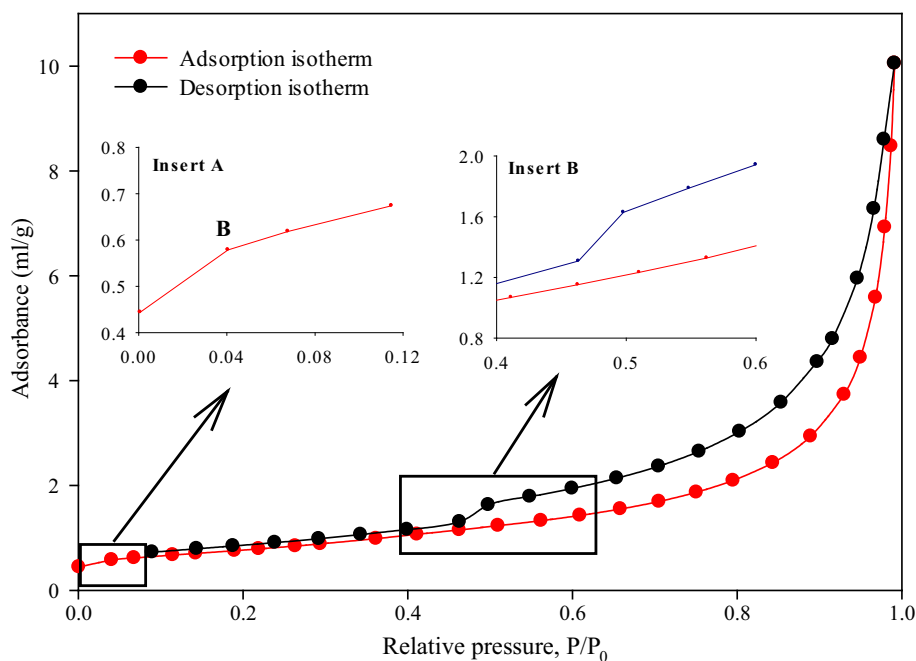 Adsorption isotherm
Desorption isotherm
Adsorbance (ml/g)
10
8
6
4
2
0
0.0 0.2 0.4 0.6 0.8 1.0
Relative pressure, P/P0
Insert A
B
0.8
0.7
0.6
0.5
0.4
0.00 0.04 0.08 0.12
Insert B
2.0
1.6
1.2
0.8
0.4 0.5 0.6